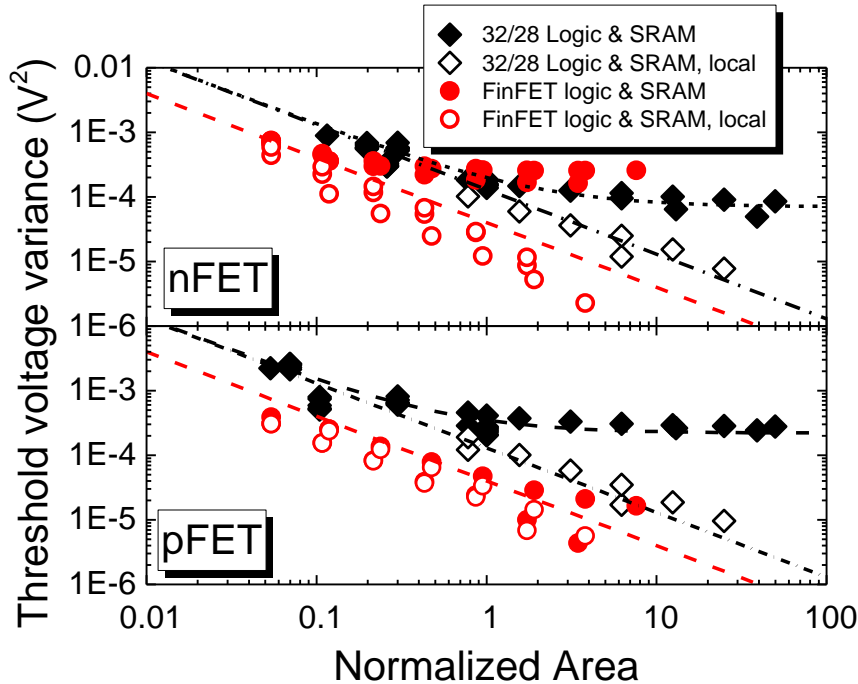 32/28 Logic & SRAM
32/28 Logic & SRAM, local
FinFET logic & SRAM
FinFET logic & SRAM, local
Threshold voltage variance (V²)
0.01
1E-3
1E-4
1E-5
1E-6
nFET
1E-3
1E-4
1E-5
1E-6
pFET
0.01 0.1 1 10 100
Normalized Area